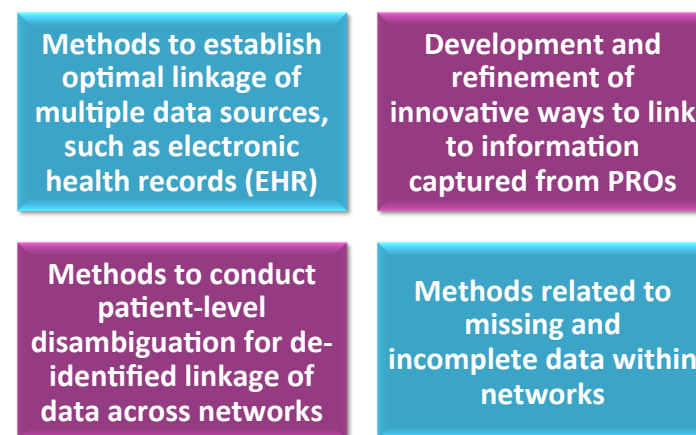 Methods to establish
optimal linkage of
multiple data sources,
such as electronic
health records (EHR)
Development and
refinement of
innovative ways to link
to information
captured from PROs
Methods to conduct
patient-level
disambiguation for de-
identified linkage of
data across networks
Methods related to
missing and
incomplete data within
networks